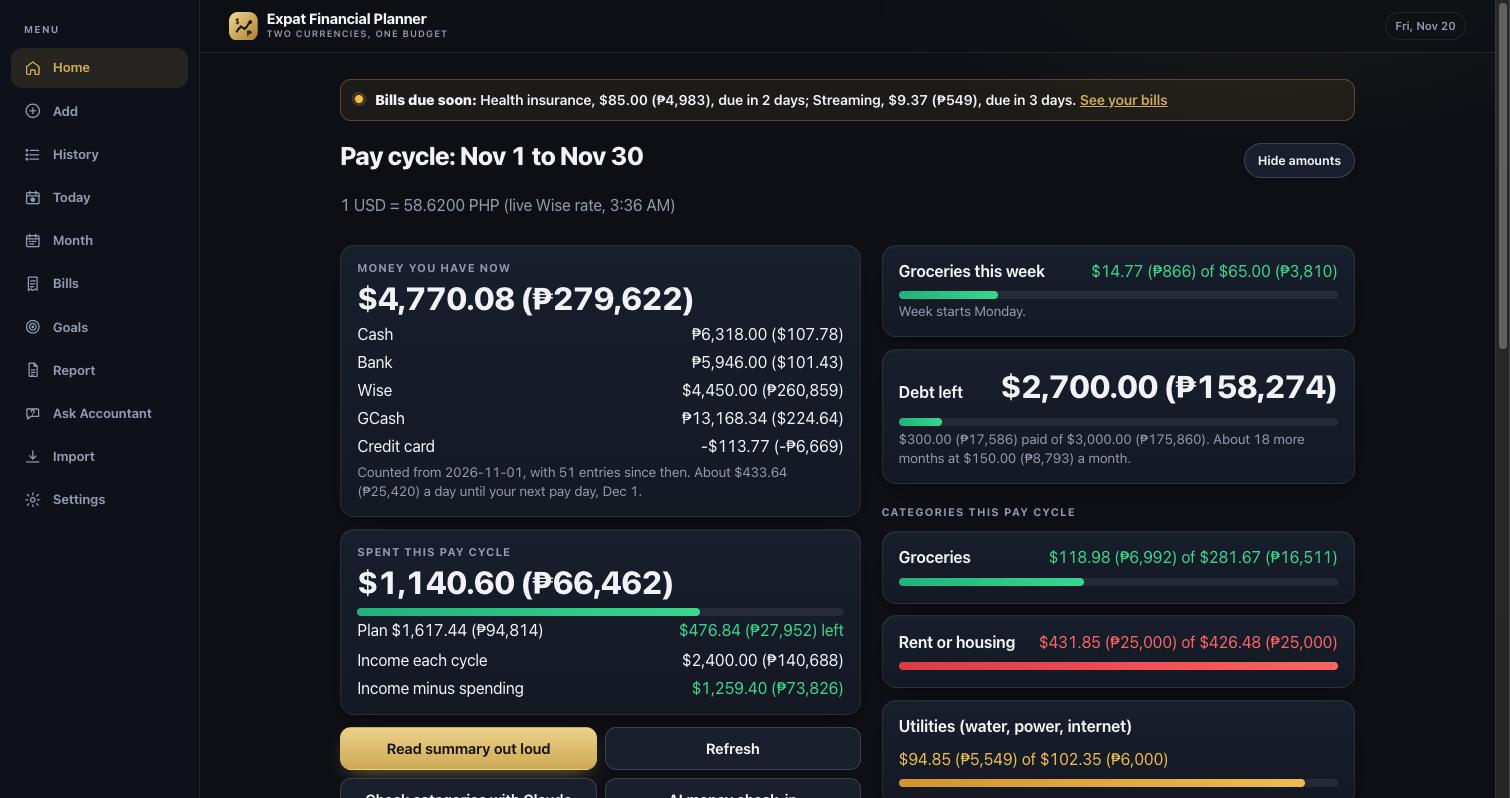 MENU
Home
Add
History
Today
Month
Bills
Goals
Report
Ask Accountant
Import
Settings
Expat Financial Planner
TWO CURRENCIES, ONE BUDGET
Fri, Nov 20
Bills due soon: Health insurance, $85.00 (₱4,983), due in 2 days; Streaming, $9.37 (₱549), due in 3 days. See your bills
Pay cycle: Nov 1 to Nov 30
Hide amounts
1 USD = 58.6200 PHP (live Wise rate, 3:36 AM)
MONEY YOU HAVE NOW
$4,770.08 (₱279,622)
Cash ₱6,318.00 ($107.78)
Bank ₱5,946.00 ($101.43)
Wise $4,450.00 (₱260,859)
GCash ₱13,168.34 ($224.64)
Credit card -$113.77 (-₱6,669)
Counted from 2026-11-01, with 51 entries since then. About $433.64
(₱25,420) a day until your next pay day, Dec 1.
SPENT THIS PAY CYCLE
$1,140.60 (₱66,462)
Plan $1,617.44 (₱94,814) $476.84 (₱27,952) left
Income each cycle $2,400.00 (₱140,688)
Income minus spending $1,259.40 (₱73,826)
Read summary out loud
Refresh
Check categories with Claude
AI money check-in
Groceries this week $14.77 (₱866) of $65.00 (₱3,810)
Week starts Monday.
Debt left $2,700.00 (₱158,274)
$300.00 (₱17,586) paid of $3,000.00 (₱175,860). About 18 more
months at $150.00 (₱8,793) a month.
CATEGORIES THIS PAY CYCLE
Groceries $118.98 (₱6,992) of $281.67 (₱16,511)
Rent or housing $431.85 (₱25,000) of $426.48 (₱25,000)
Utilities (water, power, internet)
$94.85 (₱5,549) of $102.35 (₱6,000)